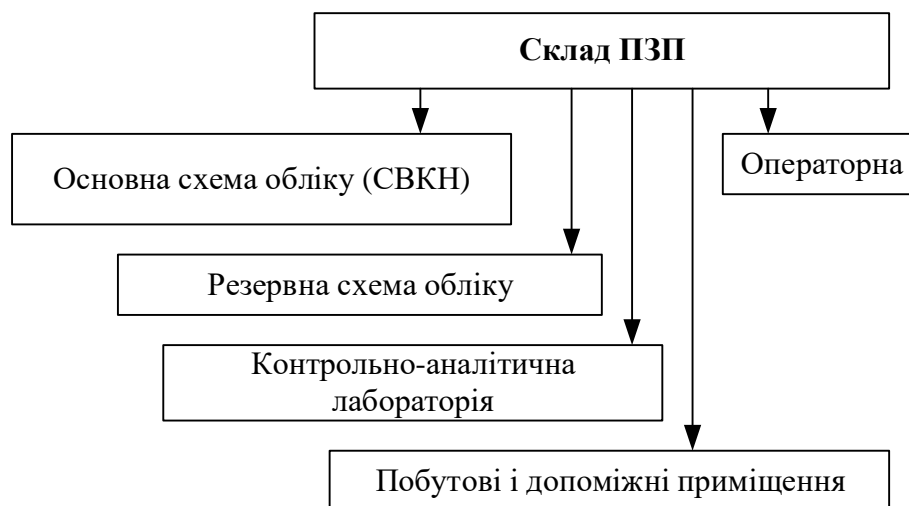 Склад ПЗП
Основна схема обліку (СВКН)
Операторна
Резервна схема обліку
Контрольно-аналітична
лабораторія
Побутові і допоміжні приміщення